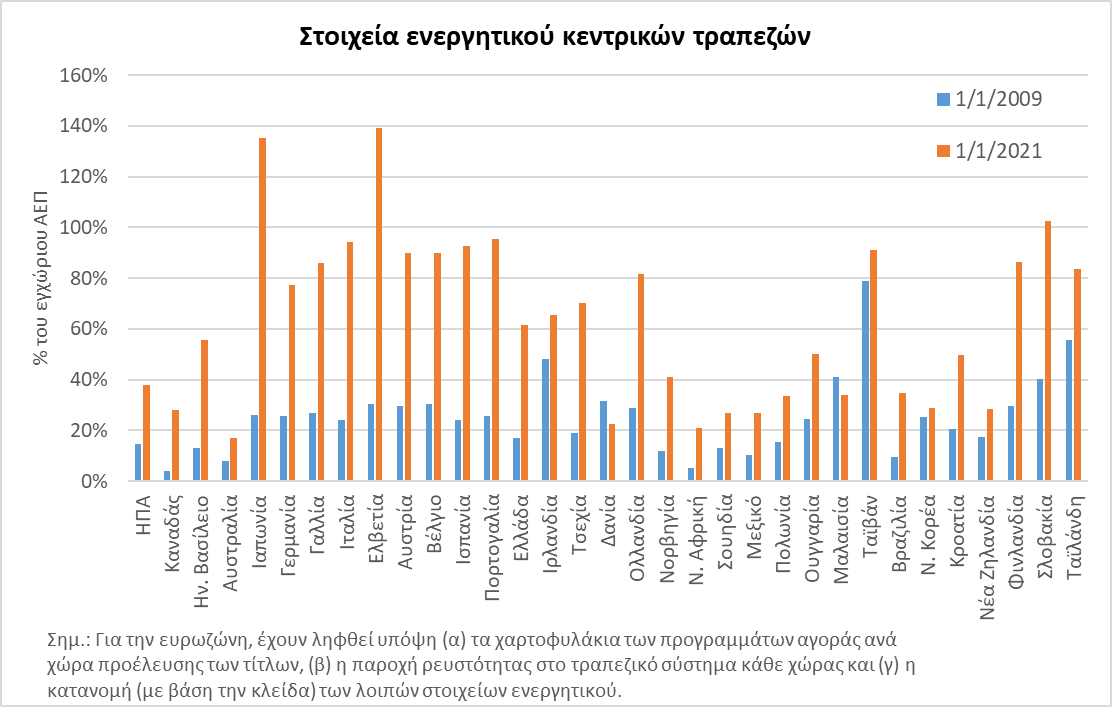 Στοιχεία ενεργητικού κεντρικών τραπεζών
160%
140%
120%
100%
80%
60%
40%
20%
0%
% του εγχώριου ΑΕΠ
1/1/2009
1/1/2021
ΗΠΑ
Καναδάς
Ην. Βασίλειο
Αυστραλία
Ιαπωνία
Γερμανία
Γαλλία
Ιταλία
Ελβετία
Αυστρία
Βέλγιο
Ισπανία
Πορτογαλία
Ελλάδα
Ιρλανδία
Τσεχία
Δανία
Ολλανδία
Νορβηγία
Ν. Αφρική
Σουηδία
Μεξικό
Πολωνία
Ουγγαρία
Μαλαισία
Ταϊβάν
Βραζιλία
Ν. Κορέα
Κροατία
Νέα Ζηλανδία
Φινλανδία
Σλοβακία
Ταϊλάνδη
Σημ.: Για την ευρωζώνη, έχουν ληφθεί υπόψη (α) τα χαρτοφυλάκια των προγραμμάτων αγοράς ανά
χώρα προέλευσης των τίτλων, (β) η παροχή ρευστότητας στο τραπεζικό σύστημα κάθε χώρας και (γ) η
κατανομή (με βάση την κλείδα) των λοιπών στοιχείων ενεργητικού.